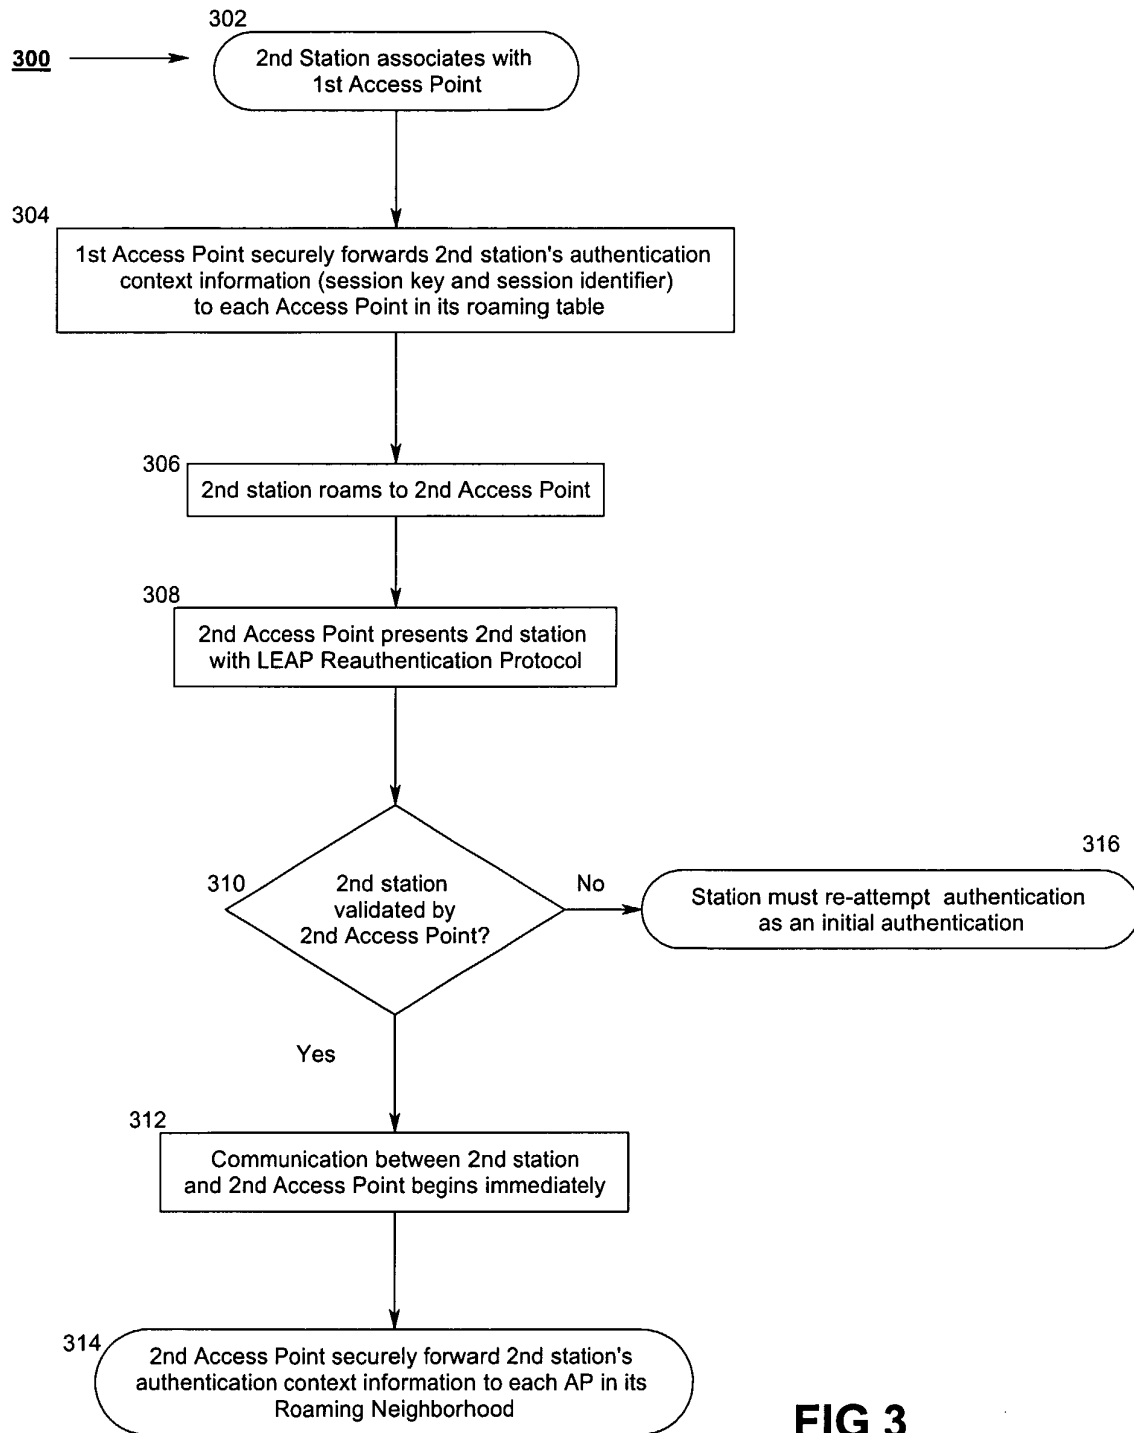 302
300
2nd Station associates with
1st Access Point
304
1st Access Point securely forwards 2nd station's authentication
context information (session key and session identifier)
to each Access Point in its roaming table
306
2nd station roams to 2nd Access Point
308
2nd Access Point presents 2nd station
with LEAP Reauthentication Protocol
310
2nd station
validated by
2nd Access Point?
No
316
Station must re-attempt authentication
as an initial authentication
Yes
312
Communication between 2nd station
and 2nd Access Point begins immediately
314
2nd Access Point securely forward 2nd station's
authentication context information to each AP in its
Roaming Neighborhood
FIG 3